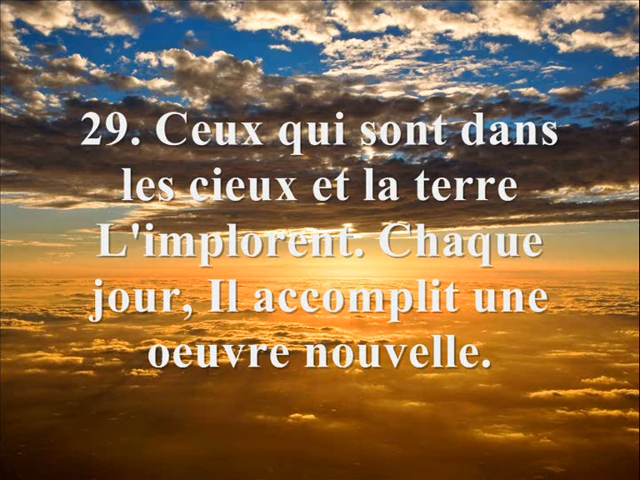 29. Ceux qui sont dans
les cieux et la terre
L'implorent. Chaque
jour, Il accomplit une
oeuvre nouvelle.